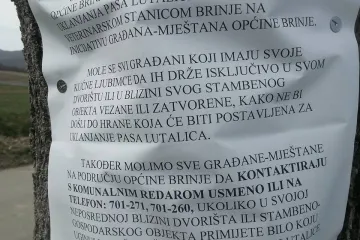 UKLANJANJA PASA LUTALICA
VETERINARSKOM STANICOM BRINJE NA
INICIJATIVU GRAĐANA-MJEŠTANA OPĆINE BRINJE.
MOLE SE SVI GRAĐANI KOJI IMAJU SVOJE
KUĆNE LJUBIMCE DA IH DRŽE ISKLJUČIVO U SVOM
DVORIŠTU ILI U BLIZINI SVOG STAMBENOG
OBJEKTA VEZANE ILI ZATVORENE, KAKO NE BI
DOŠLI DO HRANE KOJA ĆE BITI POSTAVLJENA ZA
UKLANJANJE PASA LUTALICA.
TAKOĐER MOLIMO SVE GRAĐANE-MJEŠTANE
NA PODRUČJU OPĆINE BRINJE DA KONTAKTIRAJU
S KOMUNALNIM REDAROM USMENO ILI NA
TELEFON: 701-271, 701-260, UKOLIKO U SVOJOJ
NEPOSREDNOJ BLIZINI DVORIŠTA ILI STAMBENO-
GOSPODARSKOG OBJEKTA PRIMIJETE BILO KOJU